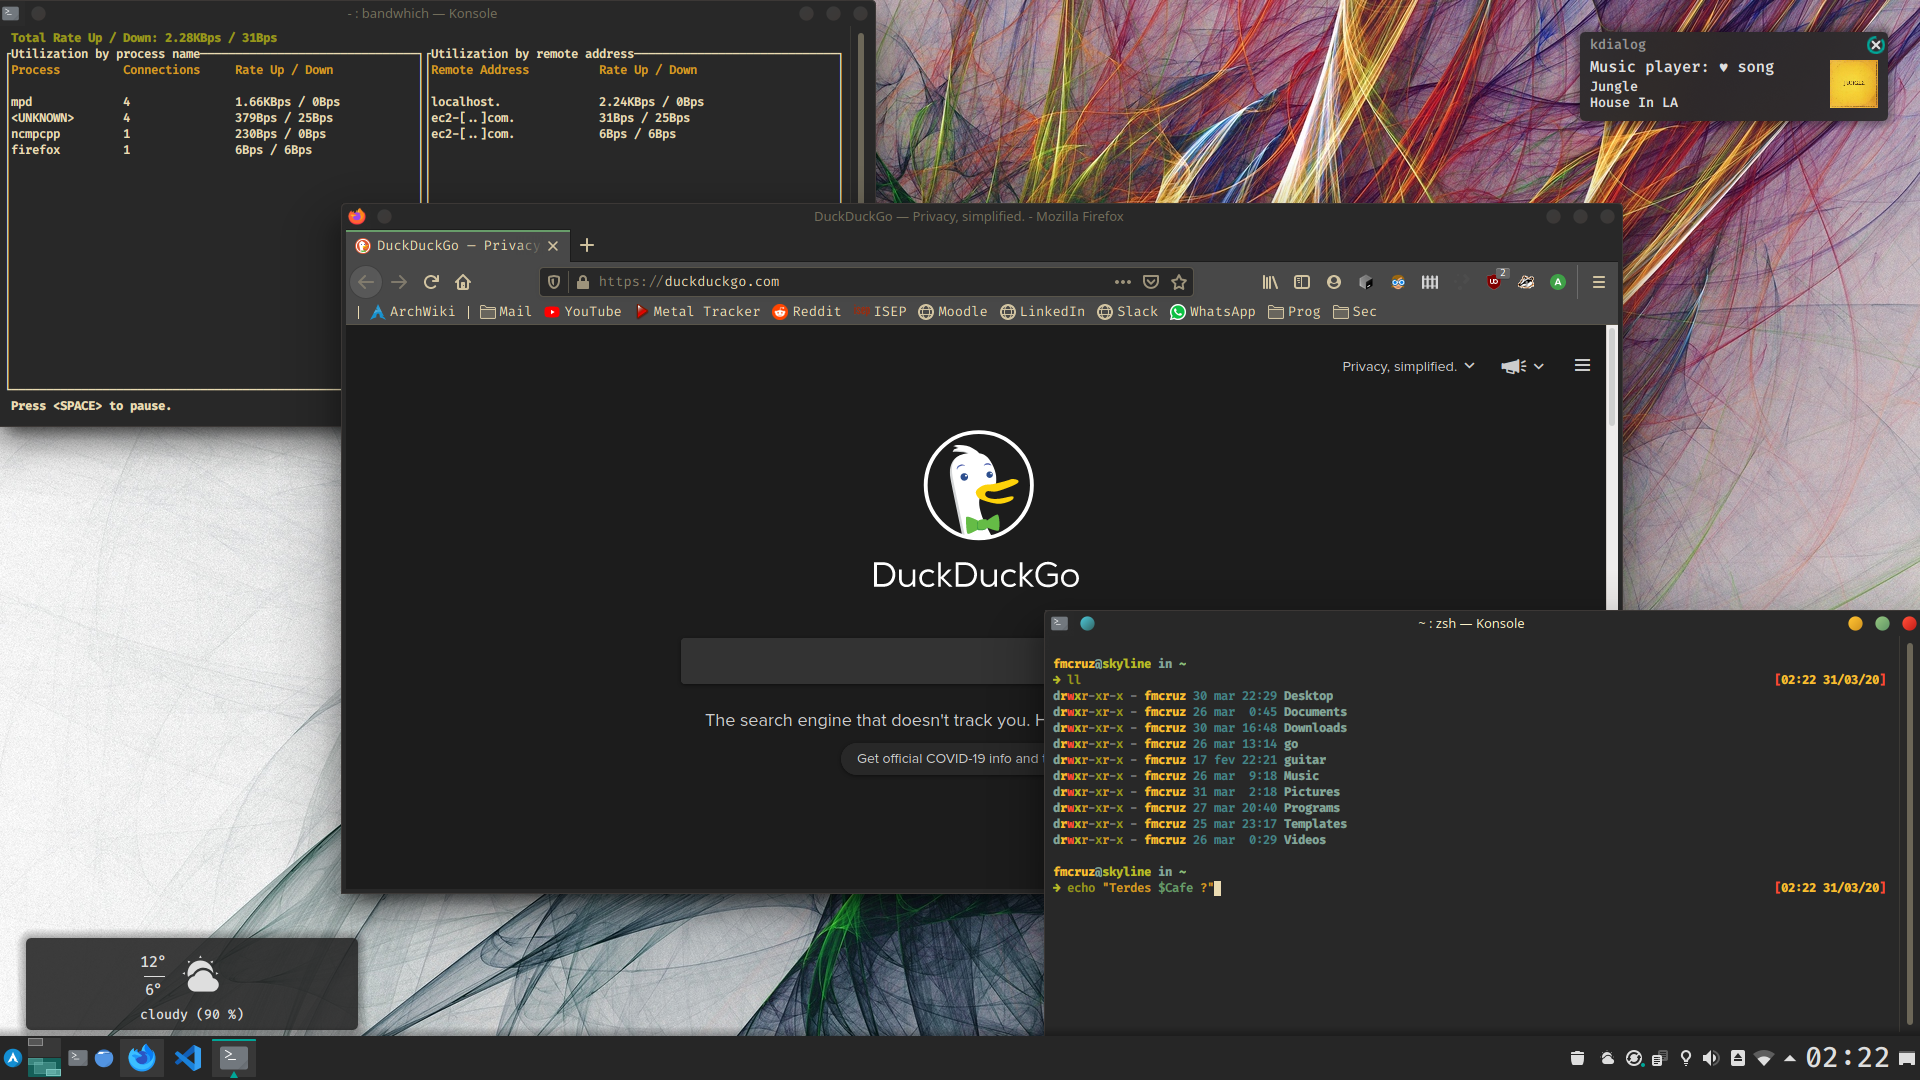 - : bandwhich — Konsole
Total Rate Up / Down: 2.28KBps / 31Bps
Utilization by process name
Process Connections Rate Up / Down
mpd 4 1.66KBps / 0Bps
<UNKNOWN> 4 379Bps / 25Bps
ncmpcpp 1 230Bps / 0Bps
firefox 1 6Bps / 6Bps
Utilization by remote address
Remote Address Rate Up / Down
localhost. 2.24KBps / 0Bps
ec2-[..]com. 31Bps / 25Bps
ec2-[..]com. 6Bps / 6Bps
Press <SPACE> to pause.
kdialog
Music player: ♥ song
Jungle
House In LA
JUNGLE
DuckDuckGo — Privacy, simplified. - Mozilla Firefox
DuckDuckGo — Privacy
https://duckduckgo.com
2
A
| ArchWiki | Mail YouTube Metal Tracker Reddit ISEP Moodle LinkedIn Slack WhatsApp Prog Sec
Privacy, simplified.
DuckDuckGo
The search engine that doesn't track you. H
Get official COVID-19 info and
~ : zsh — Konsole
fmcruz@skyline in ~
➜ ll [02:22 31/03/20]
drwxr-xr-x - fmcruz 30 mar 22:29 Desktop
drwxr-xr-x - fmcruz 26 mar 0:45 Documents
drwxr-xr-x - fmcruz 30 mar 16:48 Downloads
drwxr-xr-x - fmcruz 26 mar 13:14 go
drwxr-xr-x - fmcruz 17 fev 22:21 guitar
drwxr-xr-x - fmcruz 26 mar 9:18 Music
drwxr-xr-x - fmcruz 31 mar 2:18 Pictures
drwxr-xr-x - fmcruz 27 mar 20:40 Programs
drwxr-xr-x - fmcruz 25 mar 23:17 Templates
drwxr-xr-x - fmcruz 26 mar 0:29 Videos
fmcruz@skyline in ~
➜ echo "Terdes $Cafe ?" [02:22 31/03/20]
12°
6°
cloudy (90 %)
02:22